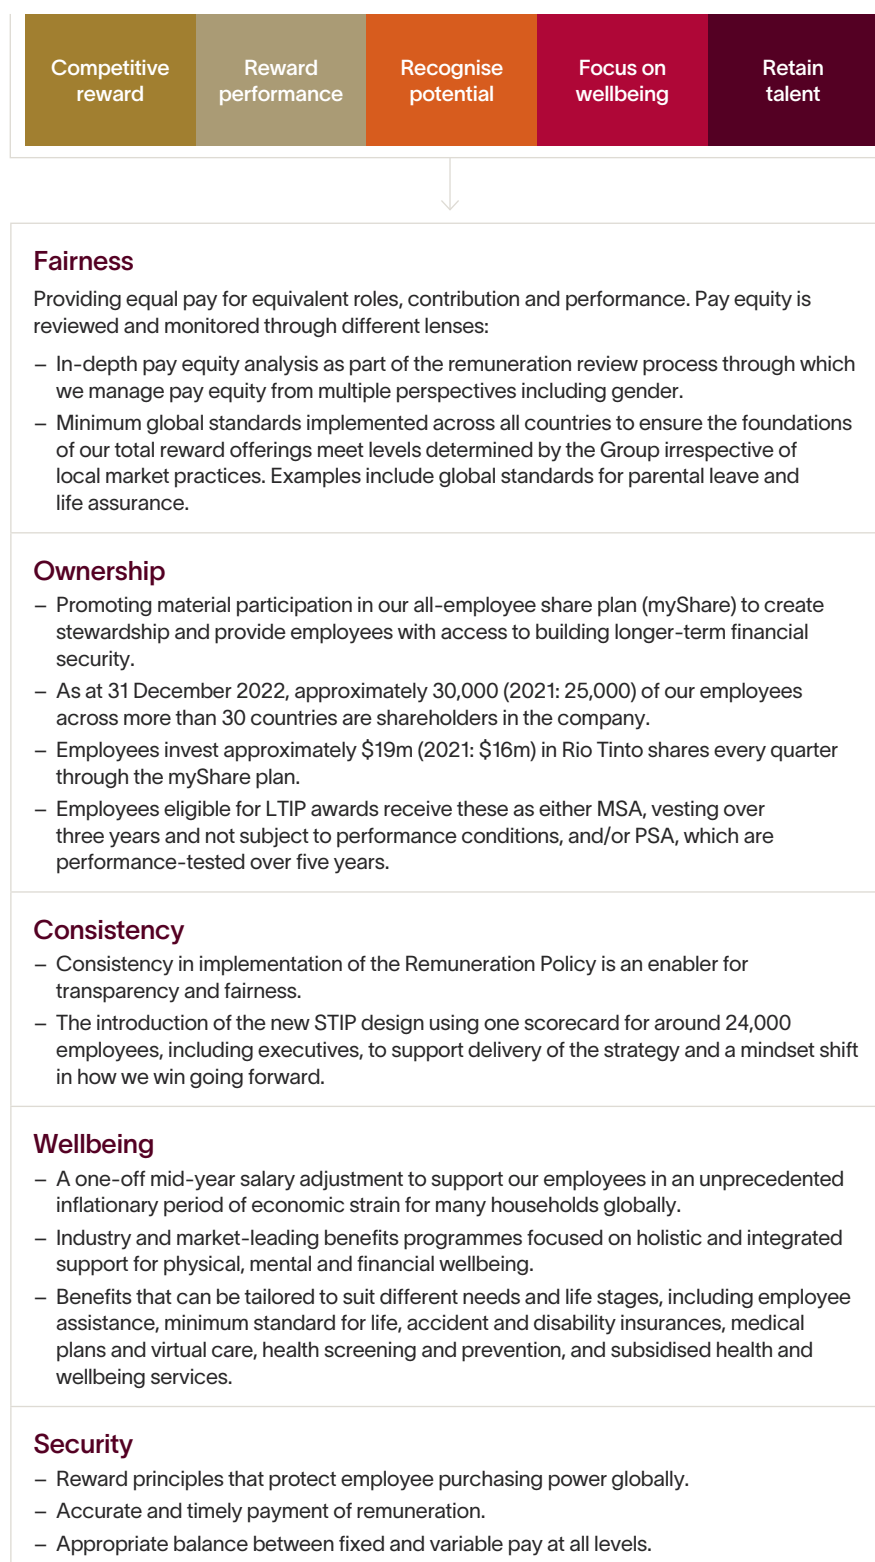 Competitive
reward
Reward
performance
Recognise
potential
Focus on
wellbeing
Retain
talent
Fairness
Providing equal pay for equivalent roles, contribution and performance. Pay equity is
reviewed and monitored through different lenses:
– In-depth pay equity analysis as part of the remuneration review process through which
we manage pay equity from multiple perspectives including gender.
– Minimum global standards implemented across all countries to ensure the foundations
of our total reward offerings meet levels determined by the Group irrespective of
local market practices. Examples include global standards for parental leave and
life assurance.
Ownership
– Promoting material participation in our all-employee share plan (myShare) to create
stewardship and provide employees with access to building longer-term financial
security.
– As at 31 December 2022, approximately 30,000 (2021: 25,000) of our employees
across more than 30 countries are shareholders in the company.
– Employees invest approximately $19m (2021: $16m) in Rio Tinto shares every quarter
through the myShare plan.
– Employees eligible for LTIP awards receive these as either MSA, vesting over
three years and not subject to performance conditions, and/or PSA, which are
performance-tested over five years.
Consistency
– Consistency in implementation of the Remuneration Policy is an enabler for
transparency and fairness.
– The introduction of the new STIP design using one scorecard for around 24,000
employees, including executives, to support delivery of the strategy and a mindset shift
in how we win going forward.
Wellbeing
– A one-off mid-year salary adjustment to support our employees in an unprecedented
inflationary period of economic strain for many households globally.
– Industry and market-leading benefits programmes focused on holistic and integrated
support for physical, mental and financial wellbeing.
– Benefits that can be tailored to suit different needs and life stages, including employee
assistance, minimum standard for life, accident and disability insurances, medical
plans and virtual care, health screening and prevention, and subsidised health and
wellbeing services.
Security
– Reward principles that protect employee purchasing power globally.
– Accurate and timely payment of remuneration.
– Appropriate balance between fixed and variable pay at all levels.